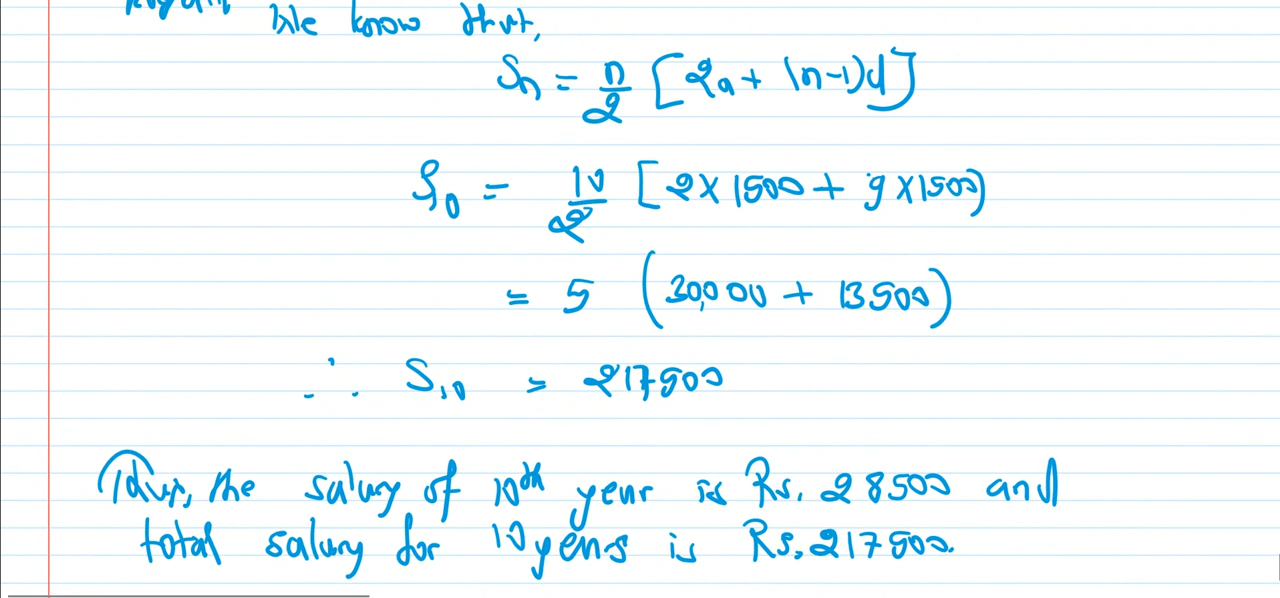 We know that,
Sn = n/2 [2a + (n-1)d]
S10 = 10/2 [2 × 1500 + 9 × 1500)
= 5 (30,000 + 13500)
∴ S10 = 217500
Thus, the salary of 10th year is Rs. 28500 and
total salary for 10 years is Rs. 217500.